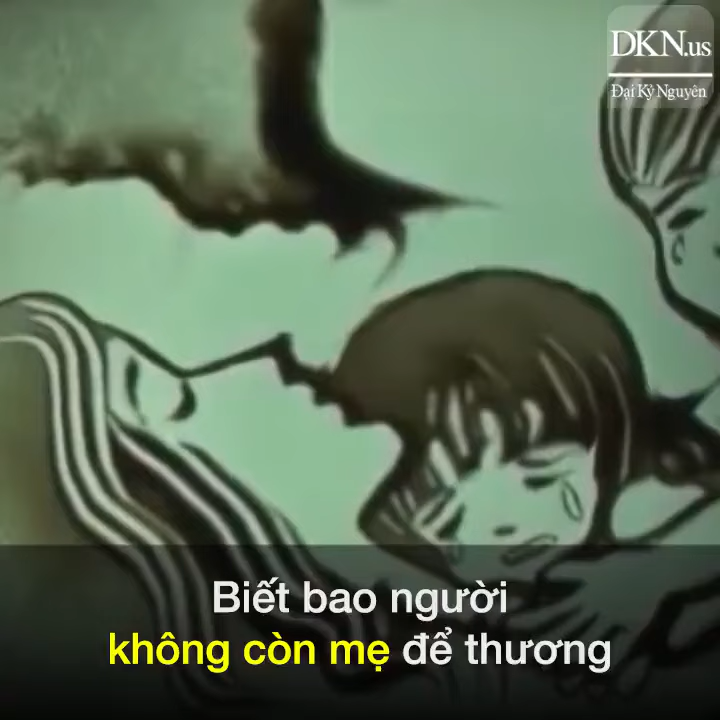 DKN.us
Đại Kỷ Nguyên
Biết bao người
không còn mẹ để thương